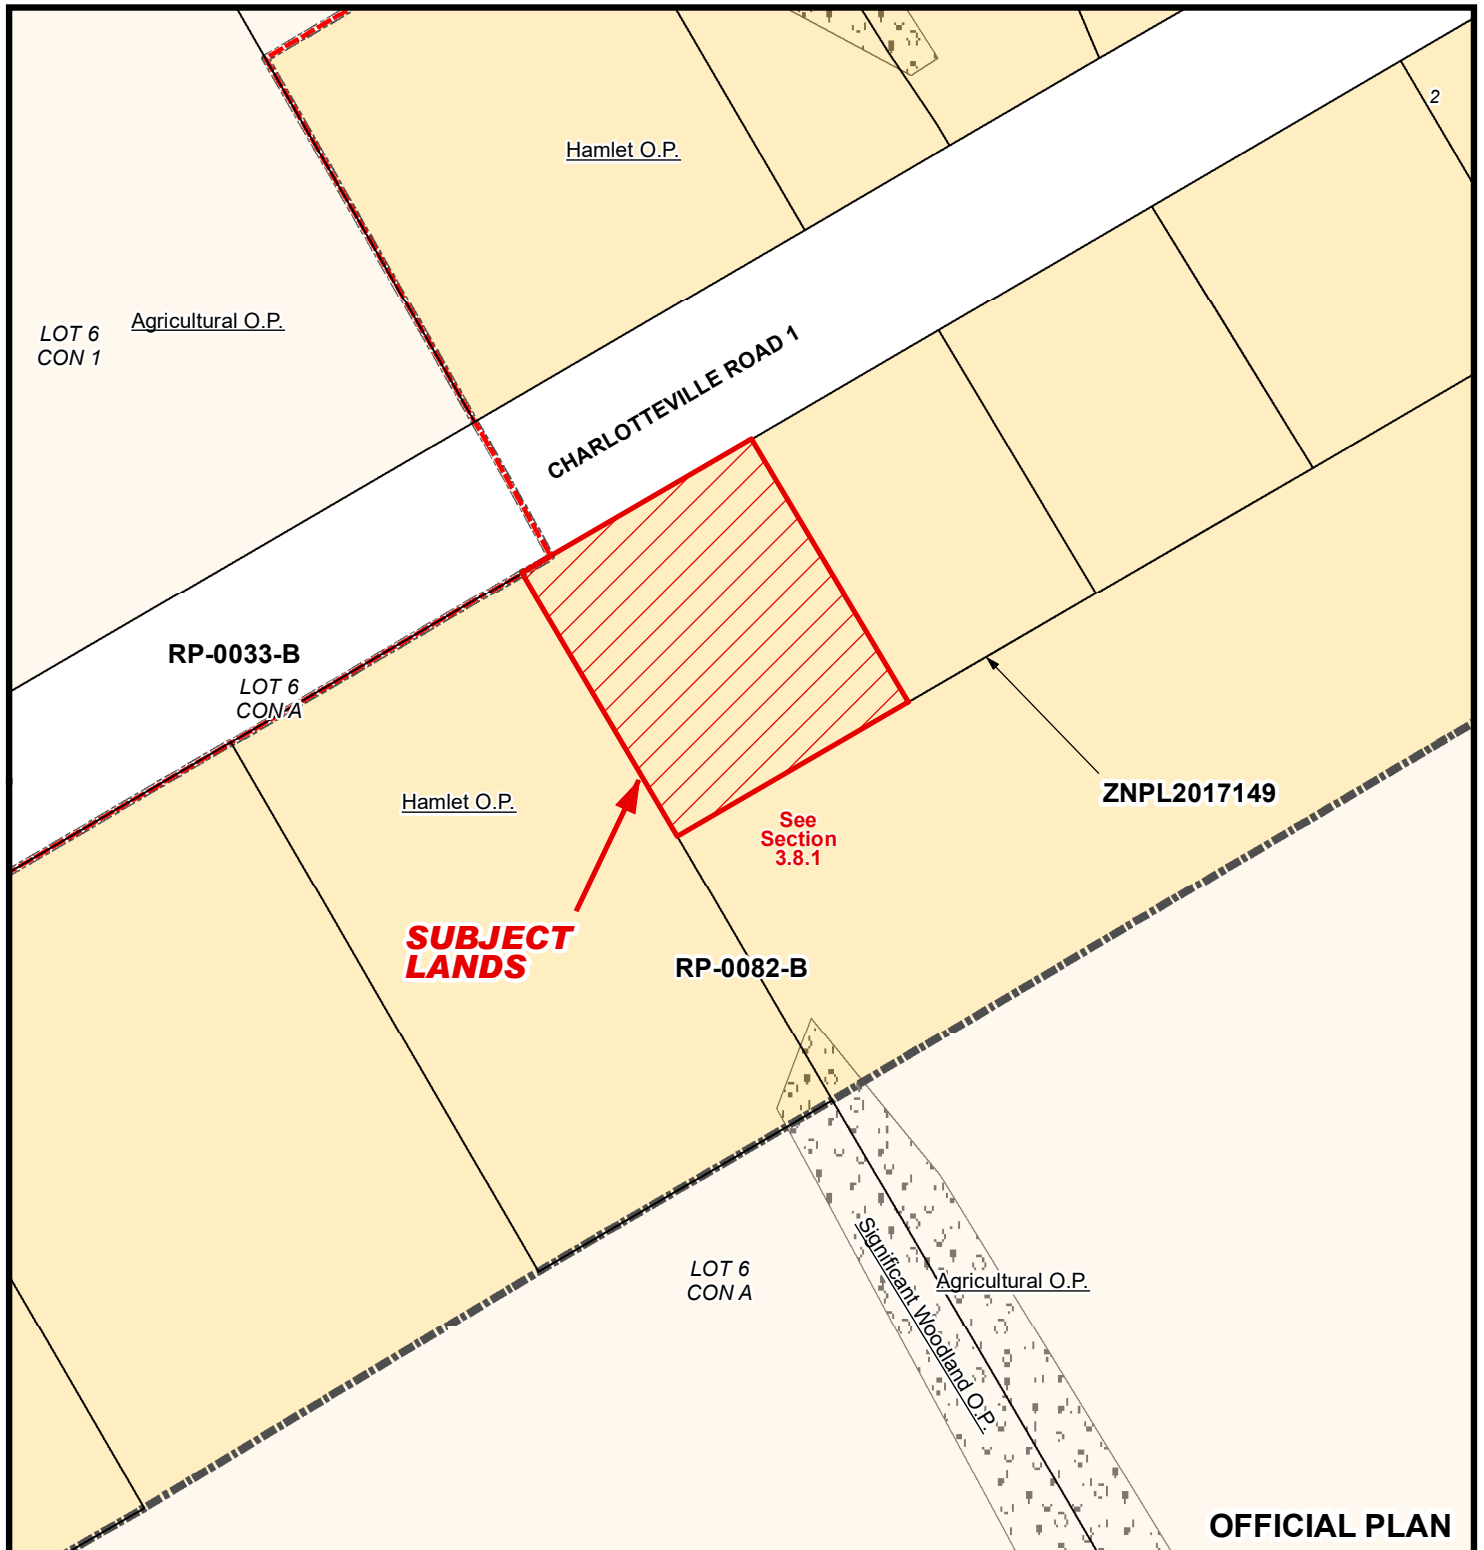 2
Hamlet O.P.
Agricultural O.P.
LOT 6
CON 1
CHARLOTTEVILLE ROAD 1
RP-0033-B
LOT 6
CON A
Hamlet O.P.
ZNPL2017149
See
Section
3.8.1
SUBJECT
LANDS
RP-0082-B
LOT 6
CON A
Significant Woodland O.P.
Agricultural O.P.
OFFICIAL PLAN